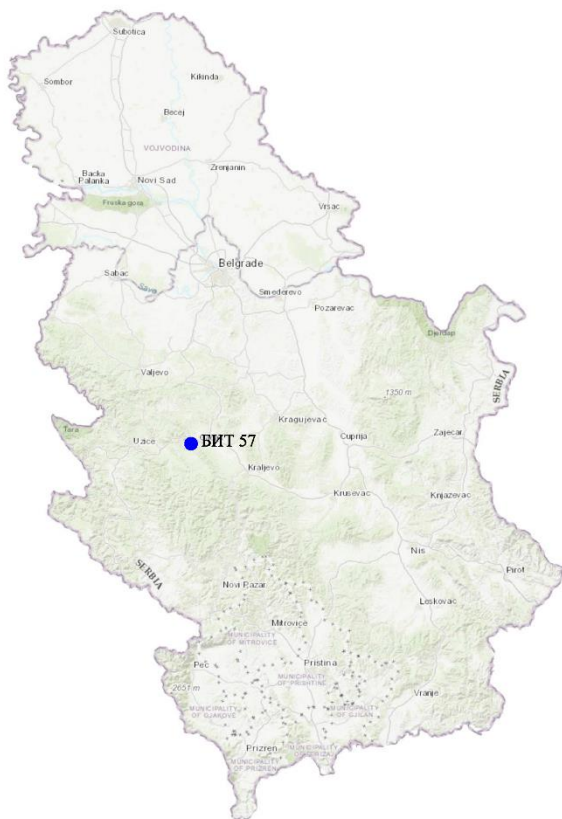 Subotica
Sombor
Kikinda
Becej
VOJVODINA
Backa
Palanka
Novi Sad
Zrenjanin
Fruska gora
Vrsac
Belgrade
Sabac
Sava
Smederevo
Pozarevac
Djerdap
Valjevo
1350 m
SERBIA
Tara
Uzice
БИТ 57
Kragujevac
Cuprija
Zajecar
Kraljevo
Krusevac
Knjazevac
Nis
Pirot
SERBIA
Novi Pazar
Leskovac
Mitrovice
MUNICIPALITY
OF MITROVICE
Pec
Pristina
MUNICIPALITY
OF PRISHTINE
2651 m
Vranje
MUNICIPALITY
OF GJAKOVE
MUNICIPALITY
OF GJILAN
Prizren
MUNICIPALITY
OF PRIZREN
MUNICIPALITY